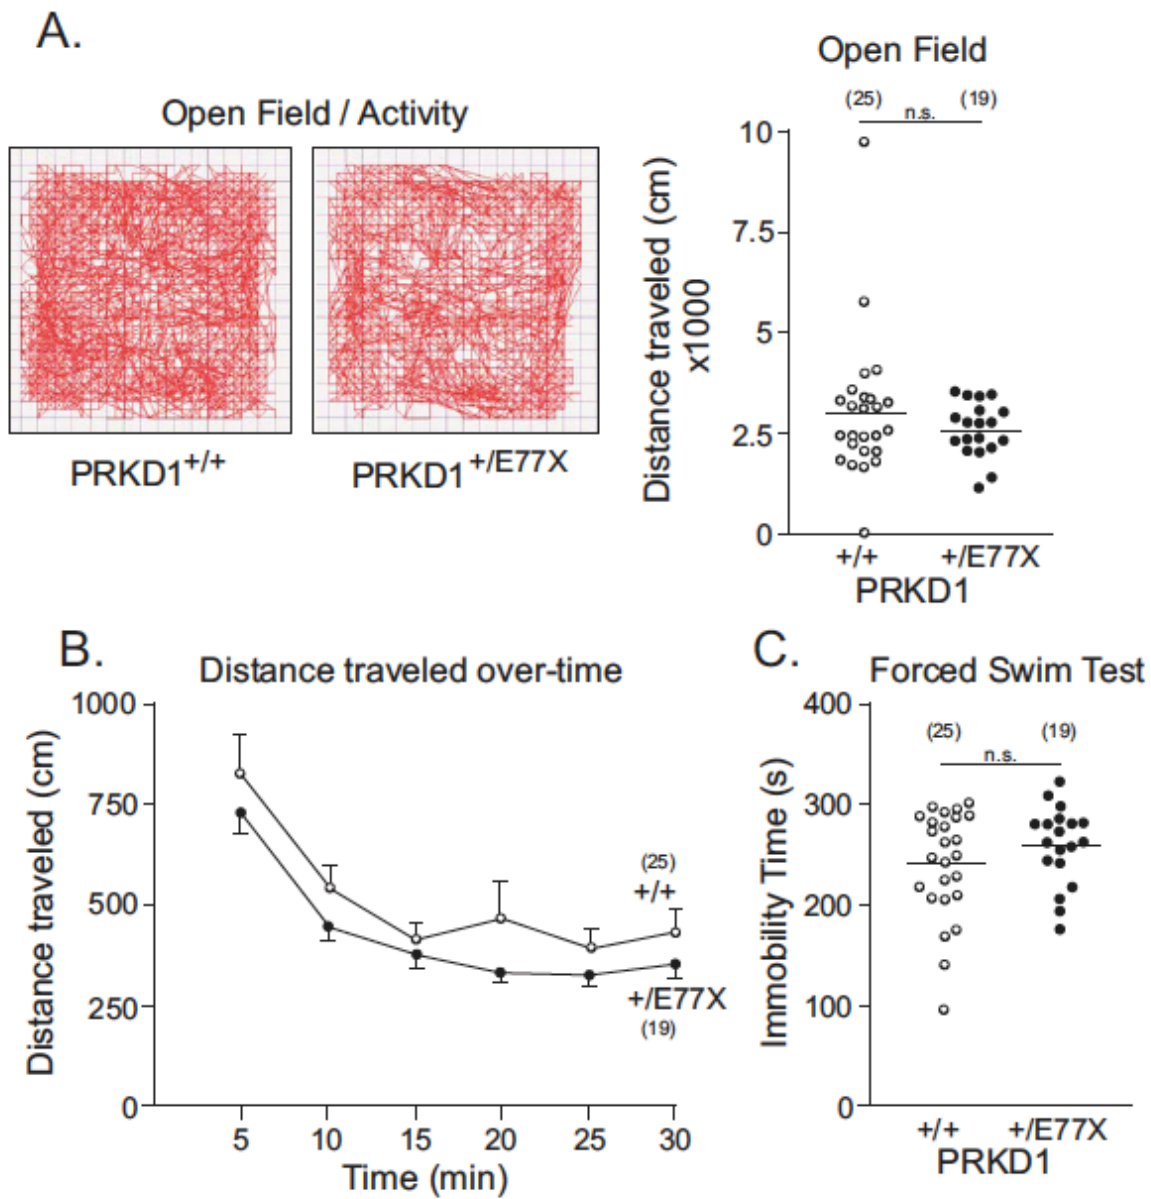 A.
Open Field / Activity
PRKD1+/+
PRKD1+/E77X
Open Field
(25) n.s. (19)
10
7.5
5
2.5
0
Distance traveled (cm)
x1000
+/+ +/E77X
PRKD1
B.
Distance traveled over-time
1000
750
500
250
0
Distance traveled (cm)
(25)
+/+
+/E77X
(19)
5 10 15 20 25 30
Time (min)
C.
Forced Swim Test
400
300
200
100
0
Immobility Time (s)
(25) (19)
n.s.
+/+ +/E77X
PRKD1